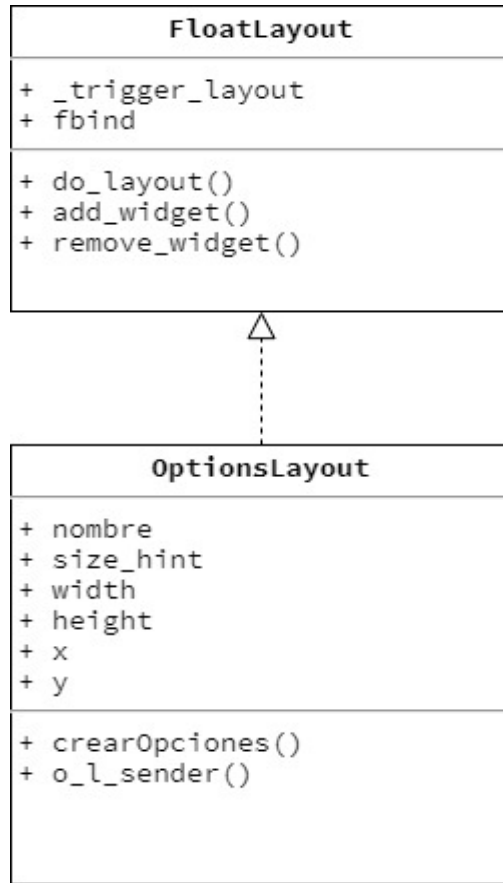 FloatLayout
+ _trigger_layout
+ fbind
+ do_layout()
+ add_widget()
+ remove_widget()
OptionsLayout
+ nombre
+ size_hint
+ width
+ height
+ x
+ y
+ crearOpciones()
+ o_l_sender()